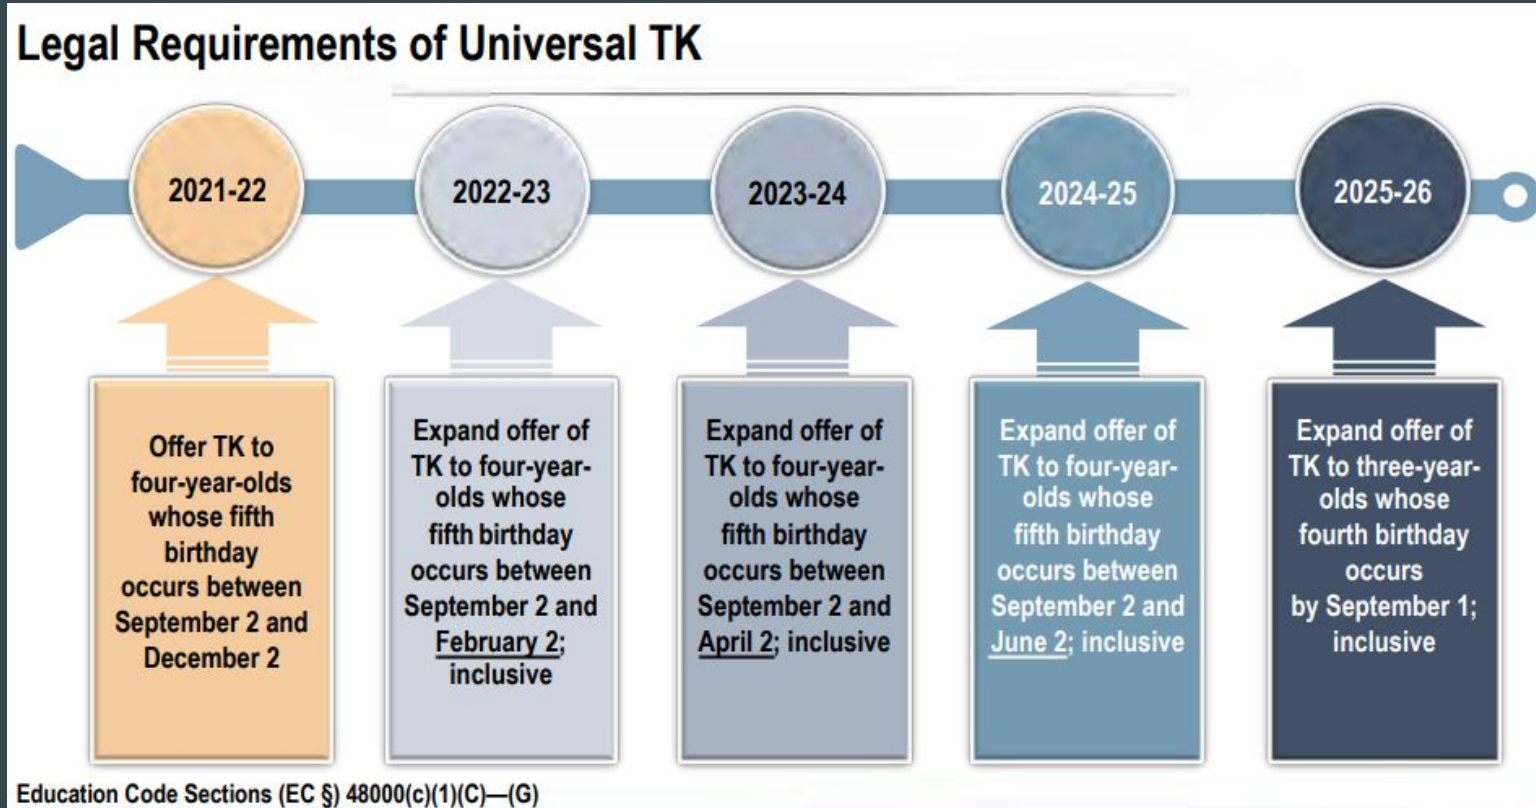 Legal Requirements of Universal TK
2021-22
2022-23
2023-24
2024-25
2025-26
Offer TK to
four-year-olds
whose fifth
birthday
occurs between
September 2 and
December 2
Expand offer of
TK to four-year-
olds whose
fifth birthday
occurs between
September 2 and
February 2;
inclusive
Expand offer of
TK to four-year-
olds whose
fifth birthday
occurs between
September 2 and
April 2; inclusive
Expand offer of
TK to four-year-
olds whose
fifth birthday
occurs between
September 2 and
June 2; inclusive
Expand offer of
TK to three-year-
olds whose
fourth birthday
occurs
by September 1;
inclusive
Education Code Sections (EC §) 48000(c)(1)(C)—(G)